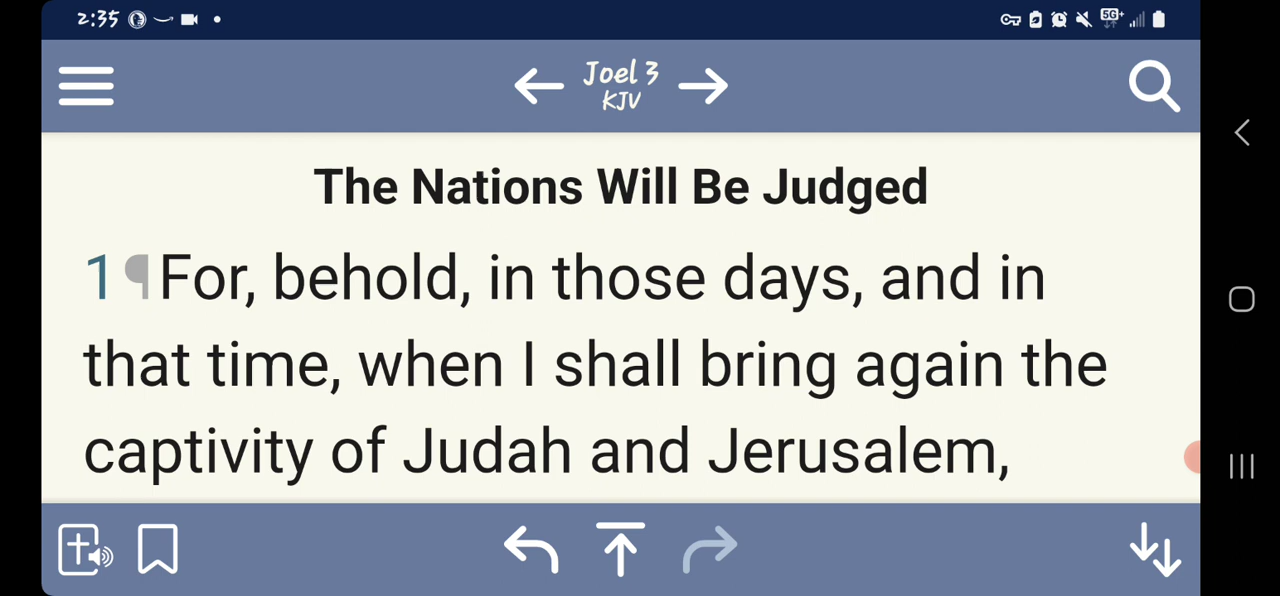 2:35
5G+
Joel 3
KJV
The Nations Will Be Judged
1 ¶For, behold, in those days, and in
that time, when I shall bring again the
captivity of Judah and Jerusalem,